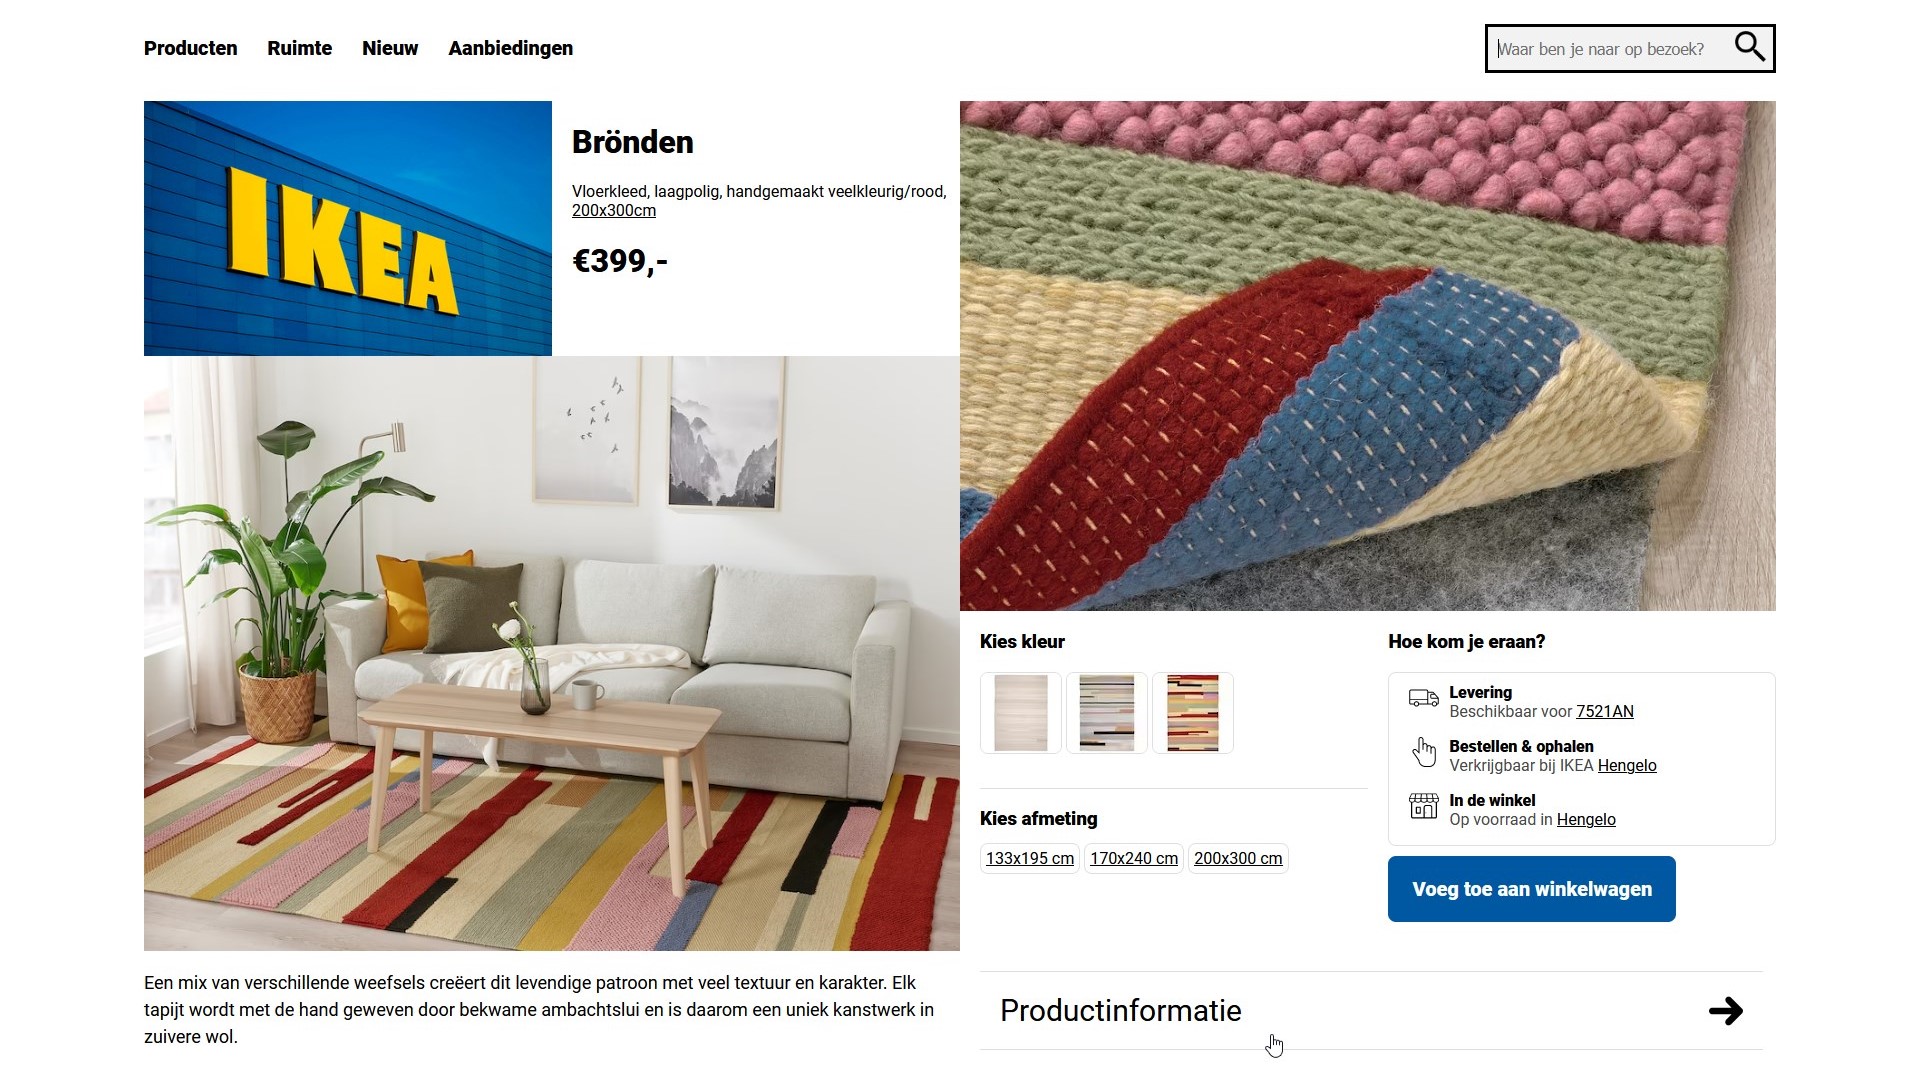 Producten Ruimte Nieuw Aanbiedingen
Waar ben je naar op bezoek?
IKEA
Brönden
Vloerkleed, laagpolig, handgemaakt veelkleurig/rood,
200x300cm
€399,-
Kies kleur
Kies afmeting
133x195 cm 170x240 cm 200x300 cm
Hoe kom je eraan?
Levering
Beschikbaar voor 7521AN
Bestellen & ophalen
Verkrijgbaar bij IKEA Hengelo
In de winkel
Op voorraad in Hengelo
Voeg toe aan winkelwagen
Een mix van verschillende weefsels creëert dit levendige patroon met veel textuur en karakter. Elk
tapijt wordt met de hand geweven door bekwame ambachtslui en is daarom een uniek kanstwerk in
zuivere wol.
Productinformatie